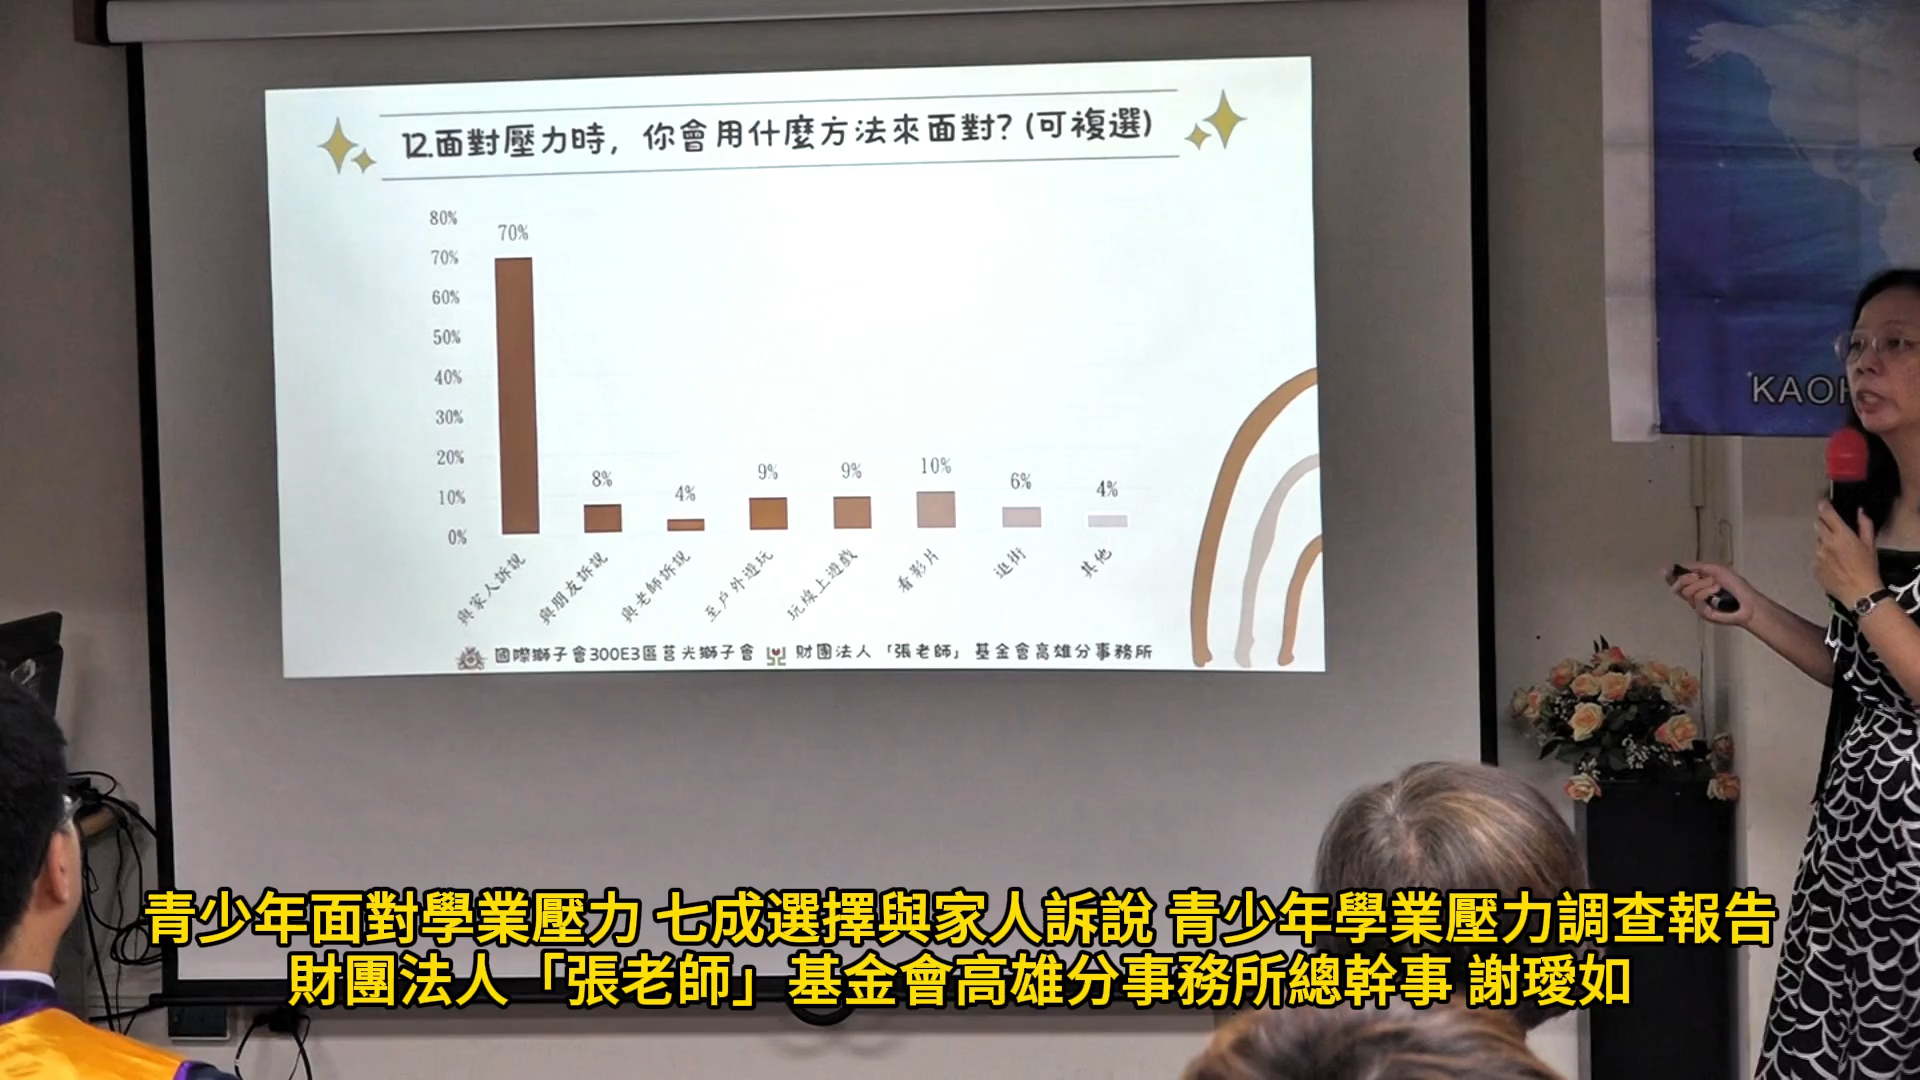 12.面對壓力時，你會用什麼方法來面對？(可複選)
80%
70%
60%
50%
40%
30%
20%
10%
0%
70%
8%
4%
9%
9%
10%
6%
4%
與家人訴說
與朋友訴說
與老師訴說
至戶外遊玩
玩線上遊戲
看影片
逛街
其他
國際獅子會300E3區莒光獅子會 財團法人「張老師」基金會高雄分事務所
KAOH
青少年面對學業壓力 七成選擇與家人訴說 青少年學業壓力調查報告
財團法人「張老師」基金會高雄分事務所總幹事 謝璦如